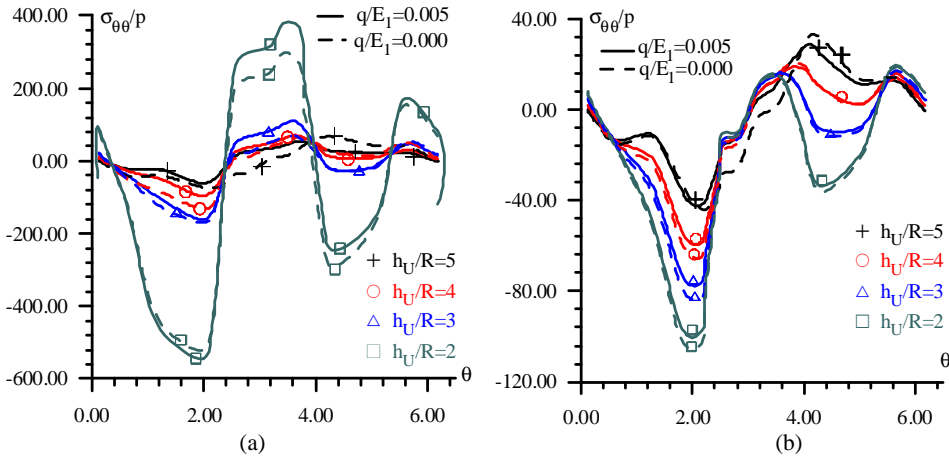 400.00
200.00
0.00
-200.00
-400.00
-600.00
σθθ/p
q/E1=0.005
q/E1=0.000
hU/R=5
hU/R=4
hU/R=3
hU/R=2
θ
0.00
2.00
4.00
6.00
(a)
40.00
0.00
-40.00
-80.00
-120.00
σθθ/p
q/E1=0.005
q/E1=0.000
hU/R=5
hU/R=4
hU/R=3
hU/R=2
θ
0.00
2.00
4.00
6.00
(b)